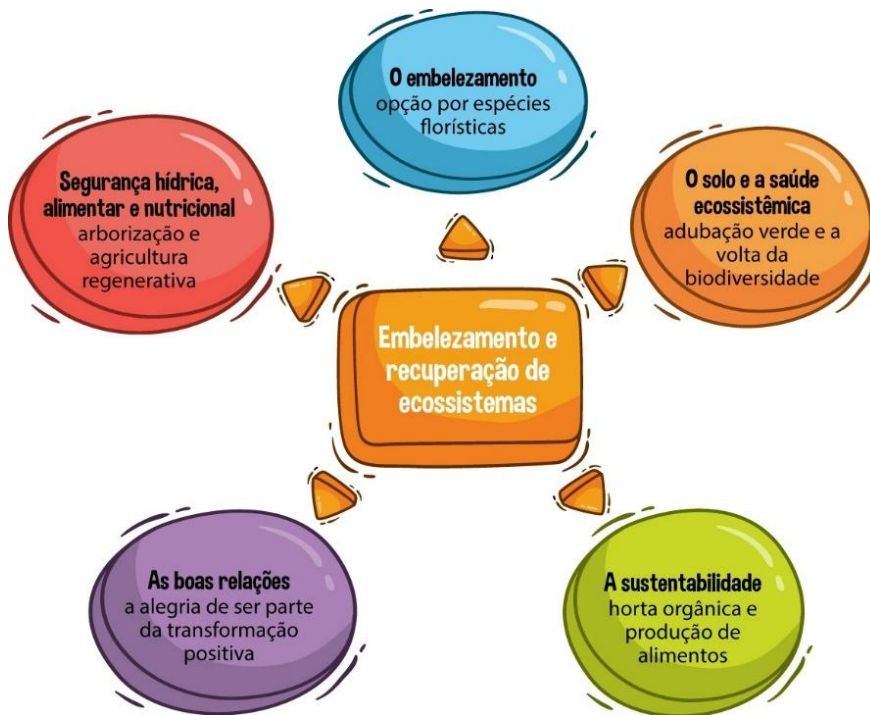 O embelezamento
opção por espécies
florísticas
Segurança hídrica,
alimentar e nutricional
arborização e
agricultura
regenerativa
O solo e a saúde
ecossistêmica
adubação verde e a
volta da
biodiversidade
Embelezamento e
recuperação de
ecossistemas
As boas relações
a alegria de ser parte
da transformação
positiva
A sustentabilidade
horta orgânica e
produção de
alimentos